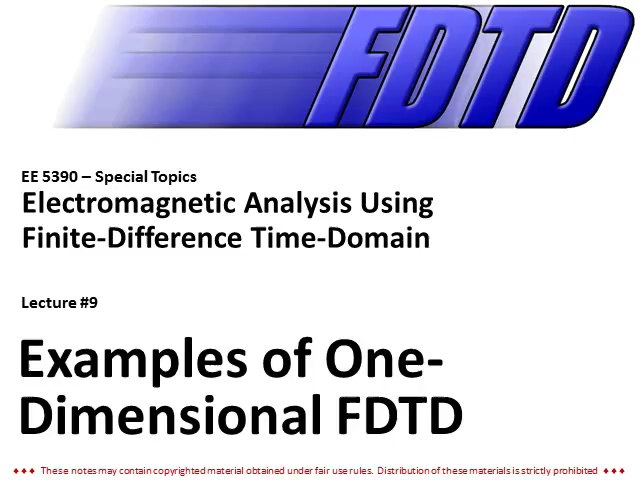 FDTD
EE 5390 – Special Topics
Electromagnetic Analysis Using
Finite-Difference Time-Domain
Lecture #9
Examples of One-
Dimensional FDTD
♦♦♦ These notes may contain copyrighted material obtained under fair use rules. Distribution of these materials is strictly prohibited ♦♦♦